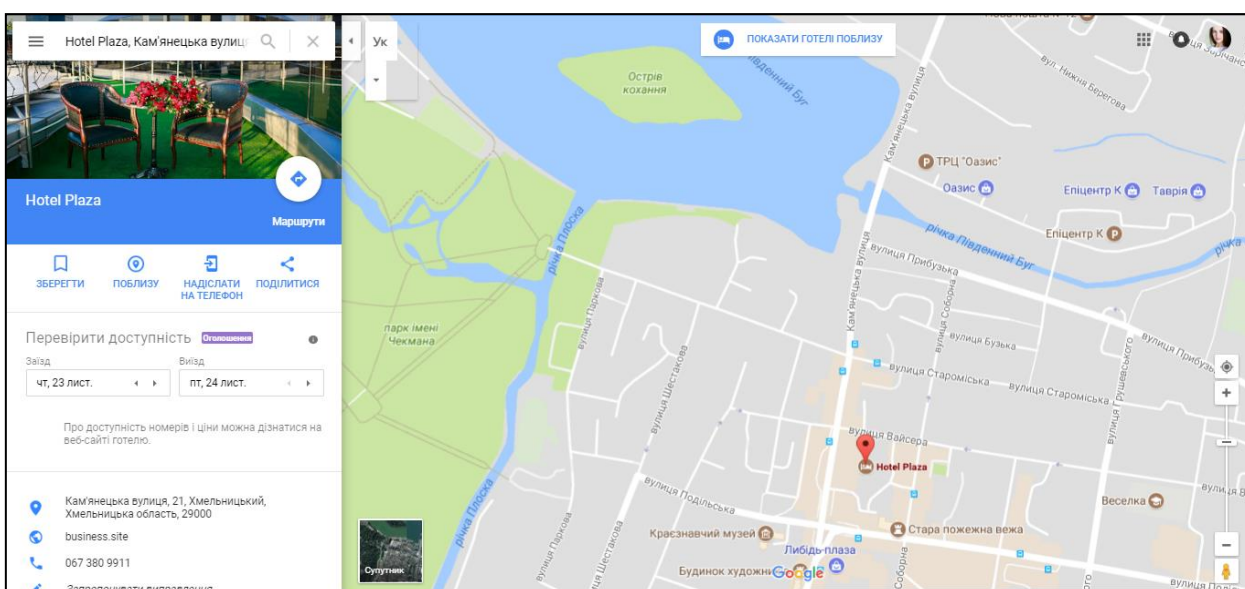 Hotel Plaza, Кам'янецька вулиц
Ук
ПОКАЗАТИ ГОТЕЛІ ПОБЛИЗУ
Hotel Plaza
Маршрути
ЗБЕРЕГТИ
ПОБЛИЗУ
НАДІСЛАТИ
НА ТЕЛЕФОН
ПОДІЛИТИСЯ
Перевірити доступність Оголошення
Заїзд
Виїзд
чт, 23 лист.
пт, 24 лист.
Про доступність номерів і ціни можна дізнатися на
веб-сайті готелю.
Кам'янецька вулиця, 21, Хмельницький,
Хмельницька область, 29000
business.site
067 380 9911
Запропонувати виправлення
Острів
кохання
Південний Буг
вул. Нижня Берегова
Кам'янецька вулиця
ТРЦ "Оазис"
Оазис
Епіцентр К
Таврія
Епіцентр К
річка Південний Буг
річка
річка Плоска
вулиця Прибузька
вулиця Паркова
Кам'янецька вулиця
вулиця Соборна
вулиця Бузька
вулиця Прибузь
парк імені
Чекмана
вулиця Шестакова
вулиця Староміська
вулиця Староміська
вулиця Грушевського
вулиця Вайсера
Hotel Plaza
вулиця Подільська
Веселка
річка Плоска
вулиця Паркова
Краєзнавчий музей
Стара пожежна вежа
Либідь-плаза
Будинок художни
Google
Соборна
Супутник